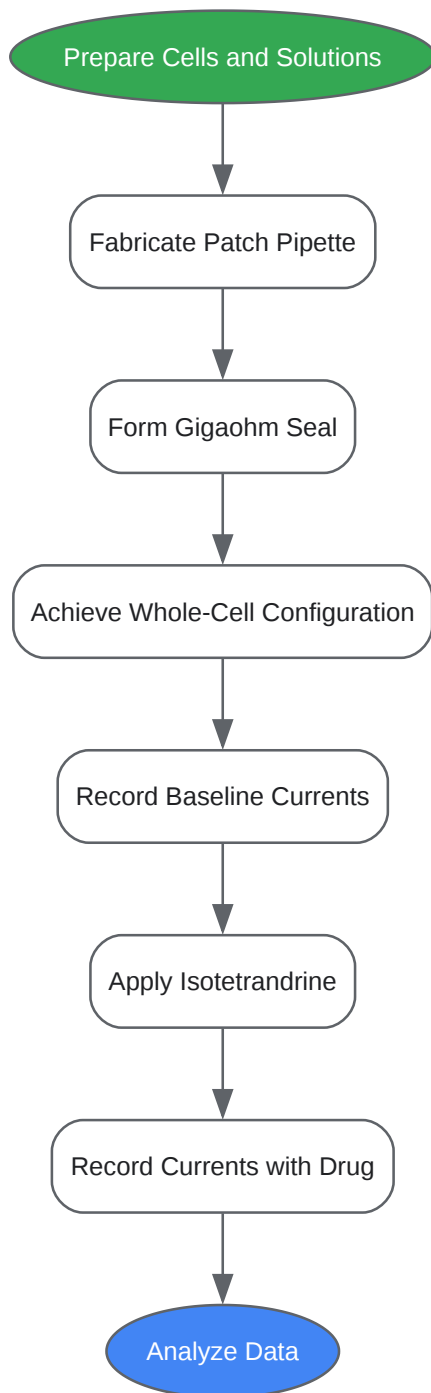 Prepare Cells and Solutions
Fabricate Patch Pipette
Form Gigaohm Seal
Achieve Whole-Cell Configuration
Record Baseline Currents
Apply Isotetrandrine
Record Currents with Drug
Analyze Data